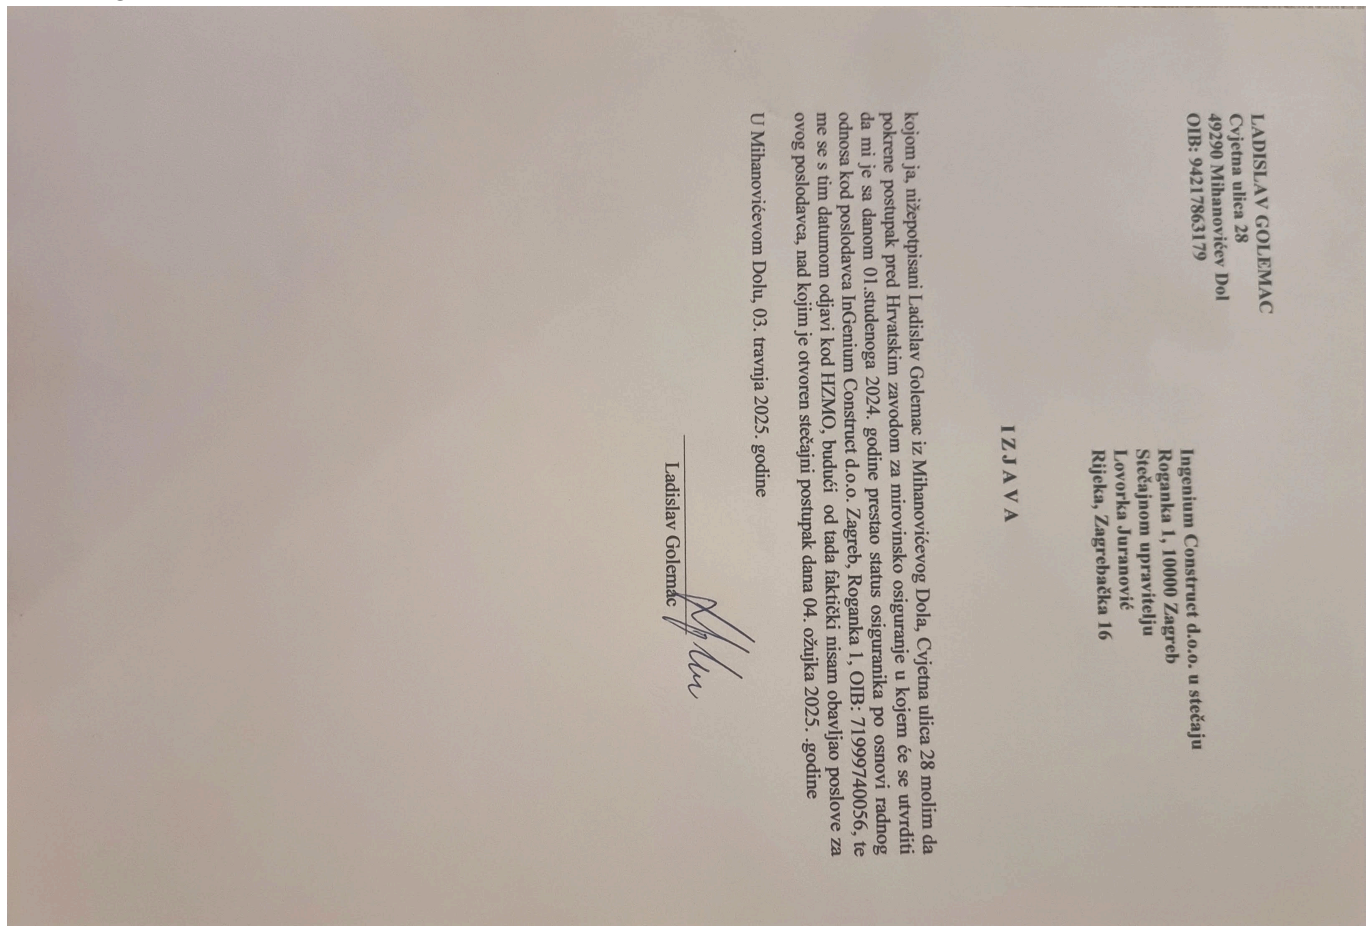 LADISLAV GOLEMAC
Cvjetna ulica 28
49290 Mihanovićev Dol
OIB: 94217863179
Ingenium Construct d.o.o. u stečaju
Roganka 1, 10000 Zagreb
Stečajnom upravitelju
Lovorka Juranović
Rijeka, Zagrebačka 16
I Z J A V A
kojom ja, nižepotpisani Ladislav Golemac iz Mihanovićevog Dola, Cvjetna ulica 28 molim da
pokrene postupak pred Hrvatskim zavodom za mirovinsko osiguranje u kojem će se utvrditi
da mi je sa danom 01.studenoga 2024. godine prestao status osiguranika po osnovi radnog
odnosa kod poslodavca InGenium Construct d.o.o. Zagreb, Roganka 1, OIB: 71999740056, te
me se s tim datumom odjavi kod HZMO, budući od tada faktički nisam obavljao poslove za
ovog poslodavca, nad kojim je otvoren stečajni postupak dana 04. ožujka 2025. .godine
U Mihanovićevom Dolu, 03. travnja 2025. godine
Ladislav Golemac